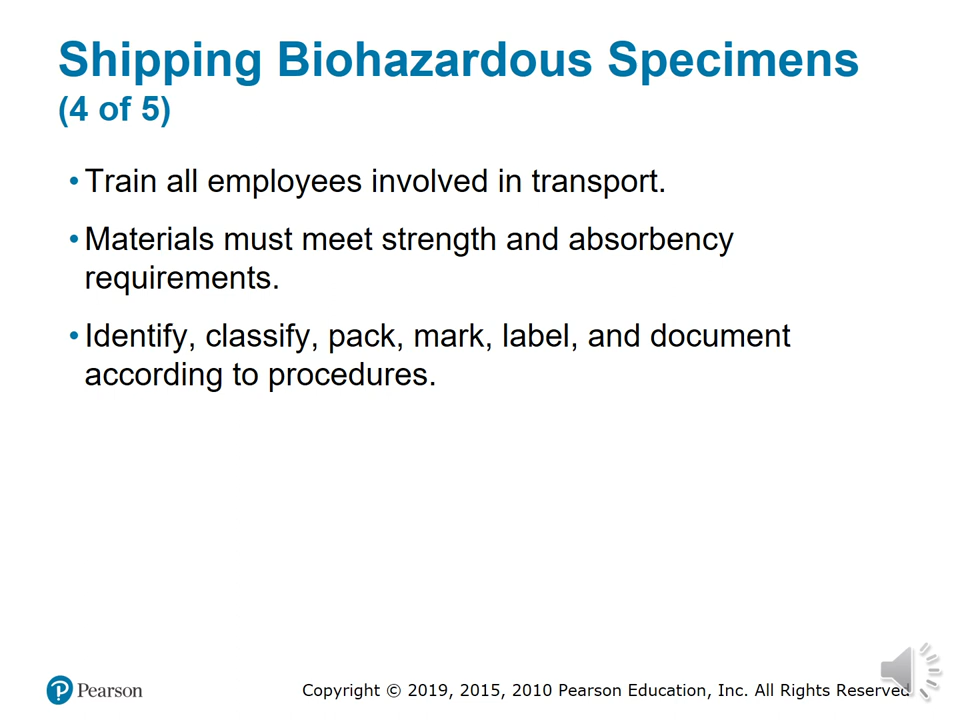 Shipping Biohazardous Specimens
(4 of 5)
• Train all employees involved in transport.
• Materials must meet strength and absorbency
requirements.
• Identify, classify, pack, mark, label, and document
according to procedures.
Pearson
Copyright © 2019, 2015, 2010 Pearson Education, Inc. All Rights Reserved